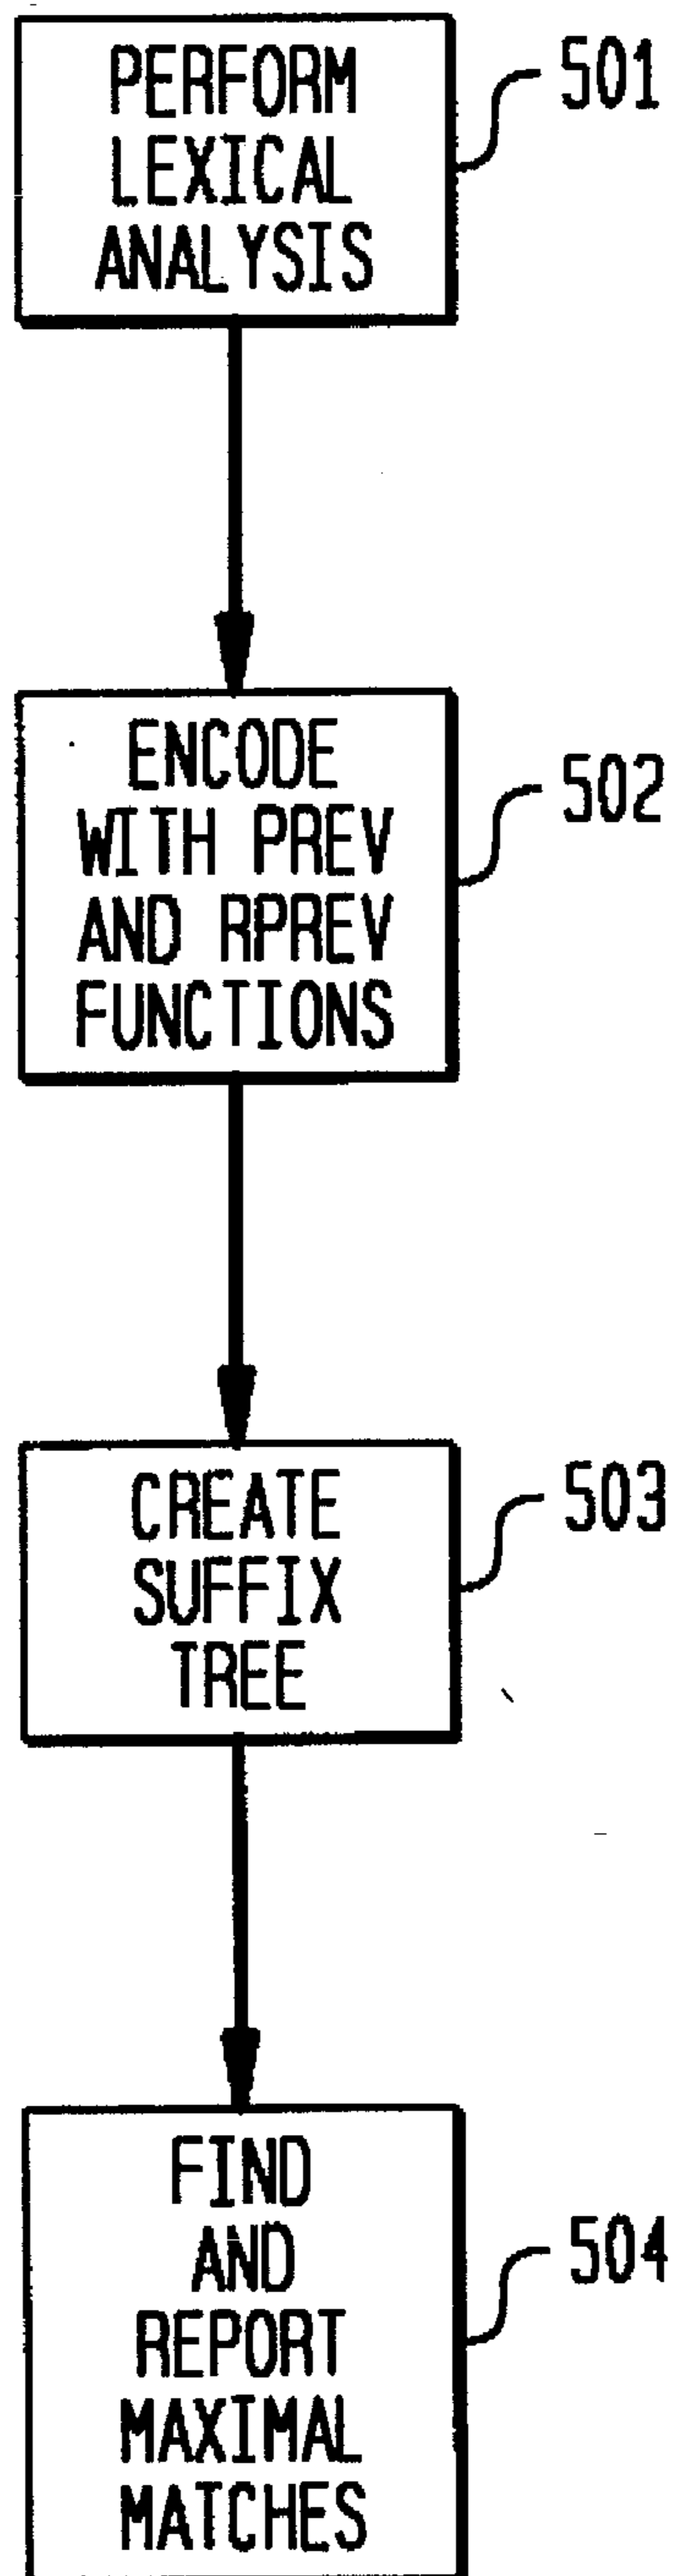 PERFORM
LEXICAL
ANALYSIS
501
ENCODE
WITH PREV
AND RPREV
FUNCTIONS
502
CREATE
SUFFIX
TREE
503
FIND
AND
REPORT
MAXIMAL
MATCHES
504